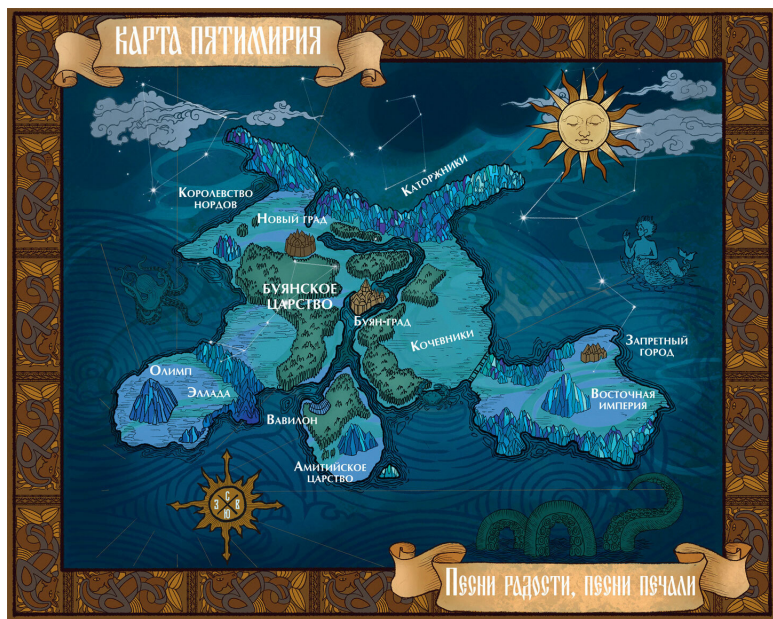 КАРТА ПЯТИМИРИЯ
Каторжники
Королевство
нордов
Новый град
БУЯНСКОЕ
ЦАРСТВО
Буян-град
Кочевники
Запретный
город
Олимп
Эллада
Восточная
империя
Вавилон
Амитийское
царство
С
З В
Ю
Песни радости, песни печали